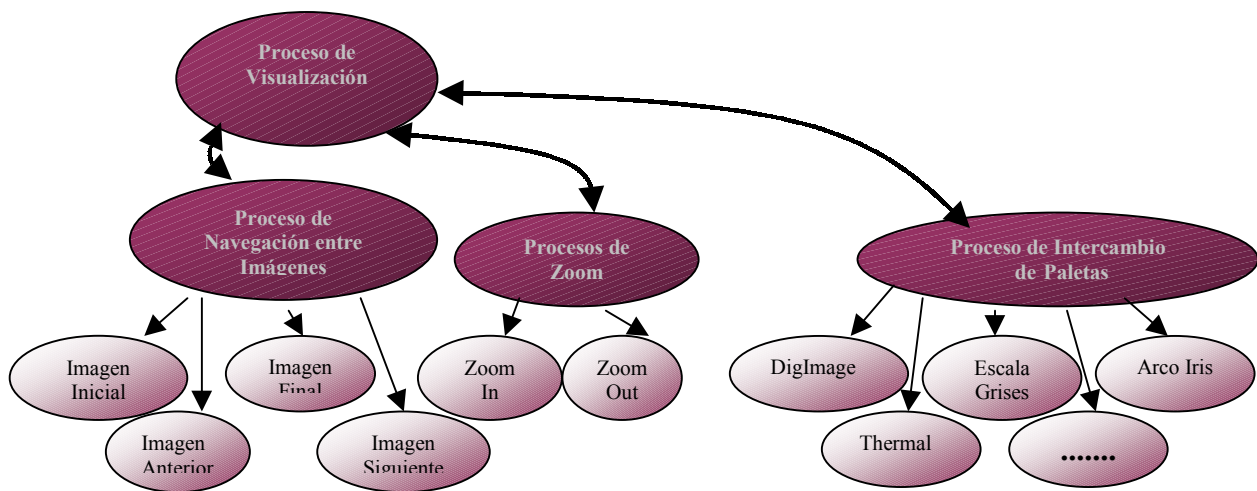 Proceso de
Visualización
Proceso de
Navegación entre
Imágenes
Procesos de
Zoom
Proceso de Intercambio
de Paletas
Imagen
Inicial
Imagen
Anterior
Imagen
Final
Imagen
Siguiente
Zoom
In
Zoom
Out
DigImage
Thermal
Escala
Grises
.......
Arco Iris